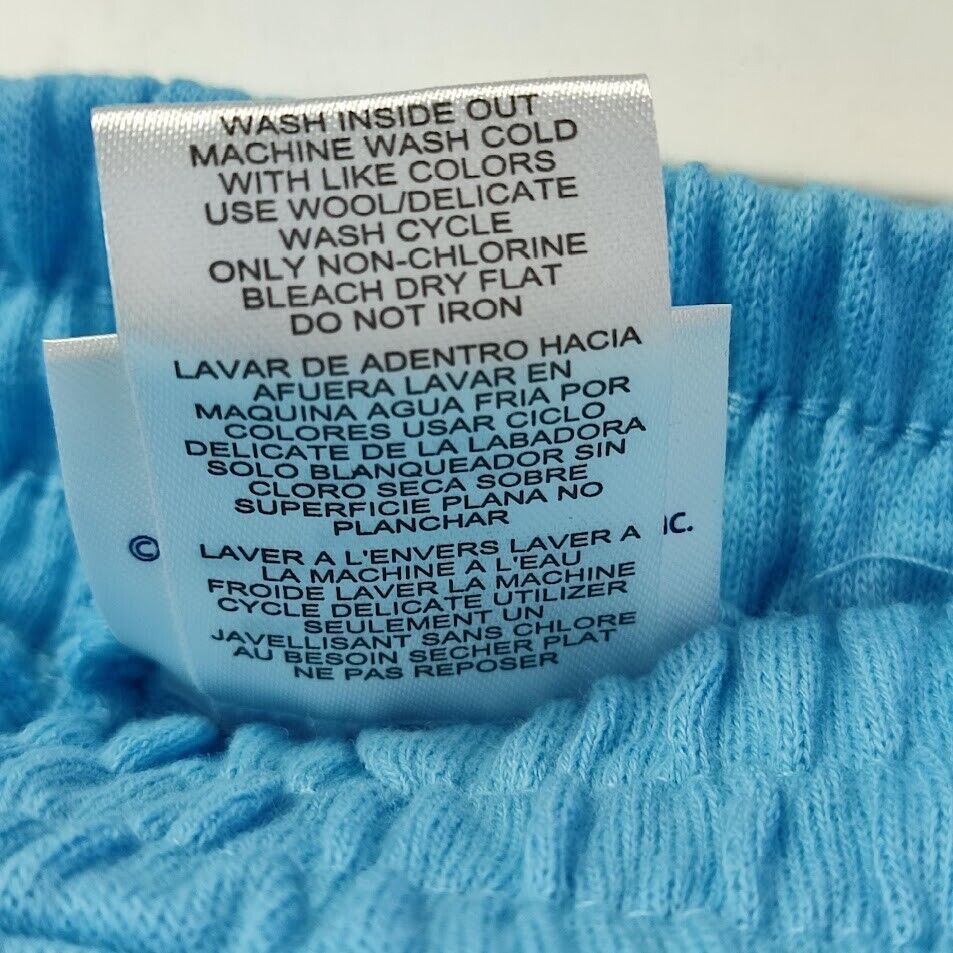 WASH INSIDE OUT
MACHINE WASH COLD
WITH LIKE COLORS
USE WOOL/DELICATE
WASH CYCLE
ONLY NON-CHLORINE
BLEACH DRY FLAT
DO NOT IRON
LAVAR DE ADENTRO HACIA
AFUERA LAVAR EN
MAQUINA AGUA FRIA POR
COLORES USAR CICLO
DELICATE DE LA LABADORA
SOLO BLANQUEADOR SIN
CLORO SECA SOBRE
SUPERFICIE PLANA NO
PLANCHAR
©
LAVER A L'ENVERS LAVER A
LA MACHINE A L'EAU
FROIDE LAVER LA MACHINE
CYCLE DELICATE UTILIZER
SEULEMENT UN
JAVELLISANT SANS CHLORE
AU BESOIN SECHER PLAT
NE PAS REPOSER